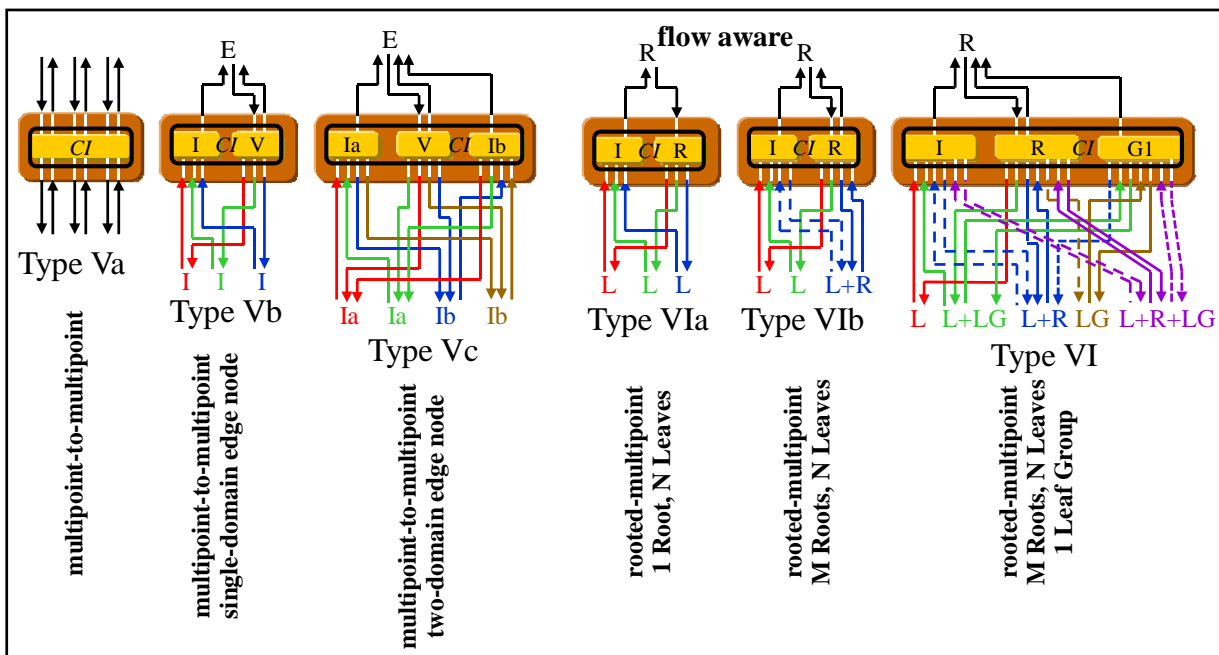 flow aware
E
E
R
R
R
CI
I CI V
Ia V CI Ib
I CI R
I CI R
I R CI G1
Type Va
I I I
Type Vb
Ia Ia Ib Ib
Type Vc
L L L
Type VIa
L L L+R
Type VIb
L L+LG L+R LG L+R+LG
Type VI
multipoint-to-multipoint
multipoint-to-multipoint
single-domain edge node
multipoint-to-multipoint
two-domain edge node
rooted-multipoint
1 Root, N Leaves
rooted-multipoint
M Roots, N Leaves
rooted-multipoint
M Roots, N Leaves
1 Leaf Group